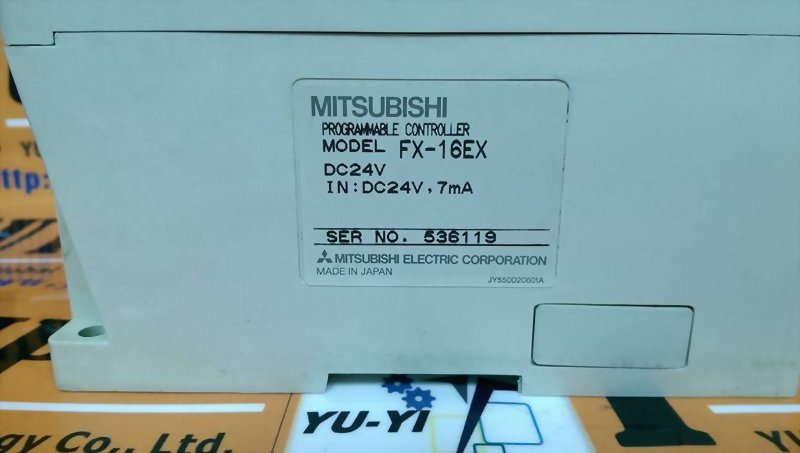 MITSUBISHI
PROGRAMMABLE CONTROLLER
MODEL FX-16EX
DC24V
IN:DC24V,7mA
SER NO. 536119
MITSUBISHI ELECTRIC CORPORATION
MADE IN JAPAN
JY550D20601A
YU-YI
gy Co., Ltd.